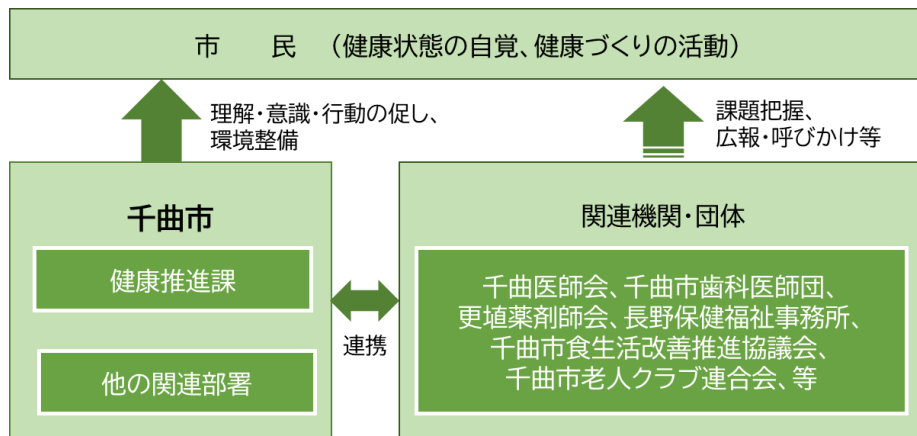 市　民　（健康状態の自覚、健康づくりの活動）
理解・意識・行動の促し、
環境整備
課題把握、
広報・呼びかけ等
千曲市
健康推進課
他の関連部署
連携
関連機関・団体
千曲医師会、千曲市歯科医師団、
更埴薬剤師会、長野保健福祉事務所、
千曲市食生活改善推進協議会、
千曲市老人クラブ連合会、等